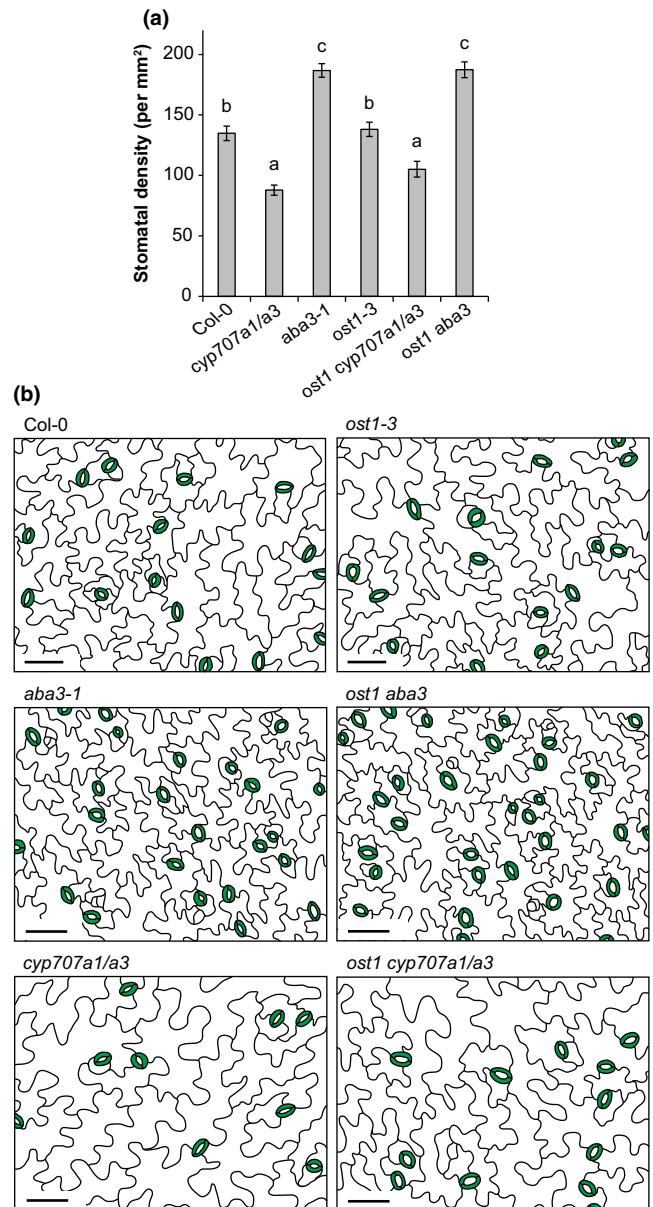 (a)
Stomatal density (per mm²)
200
150
100
50
0
b
a
c
b
a
c
Col-0
cyp707a1/a3
aba3-1
ost1-3
ost1 cyp707a1/a3
ost1 aba3
(b)
Col-0
ost1-3
aba3-1
ost1 aba3
cyp707a1/a3
ost1 cyp707a1/a3